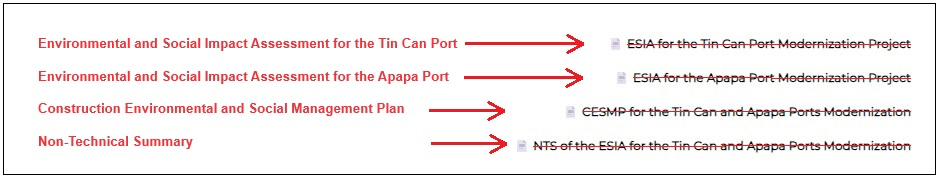 Environmental and Social Impact Assessment for the Tin Can Port ESIA for the Tin Can Port Modernization Project
Environmental and Social Impact Assessment for the Apapa Port ESIA for the Apapa Port Modernization Project
Construction Environmental and Social Management Plan CESMP for the Tin Can and Apapa Ports Modernization
Non-Technical Summary NTS of the ESIA for the Tin Can and Apapa Ports Modernization